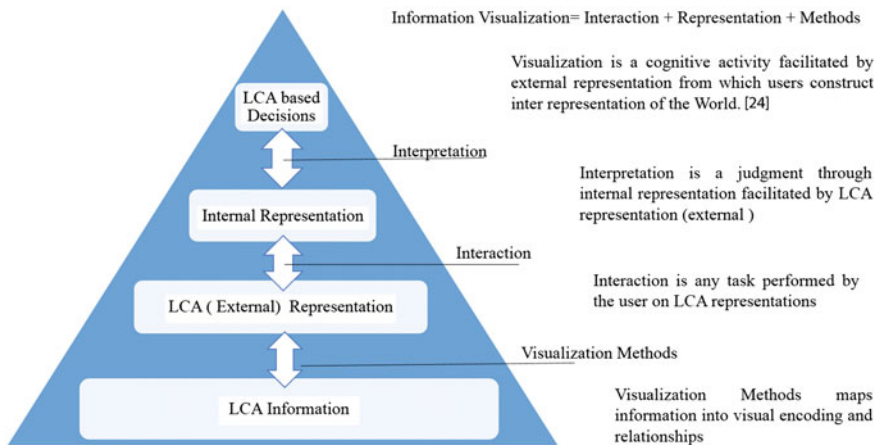 Information Visualization= Interaction + Representation + Methods
Visualization is a cognitive activity facilitated by
external representation from which users construct
inter representation of the World. [24]
LCA based
Decisions
Interpretation
Interpretation is a judgment through
internal representation facilitated by LCA
representation (external )
Internal Representation
Interaction
Interaction is any task performed by
the user on LCA representations
LCA ( External) Representation
Visualization Methods
Visualization Methods maps
information into visual encoding and
relationships
LCA Information